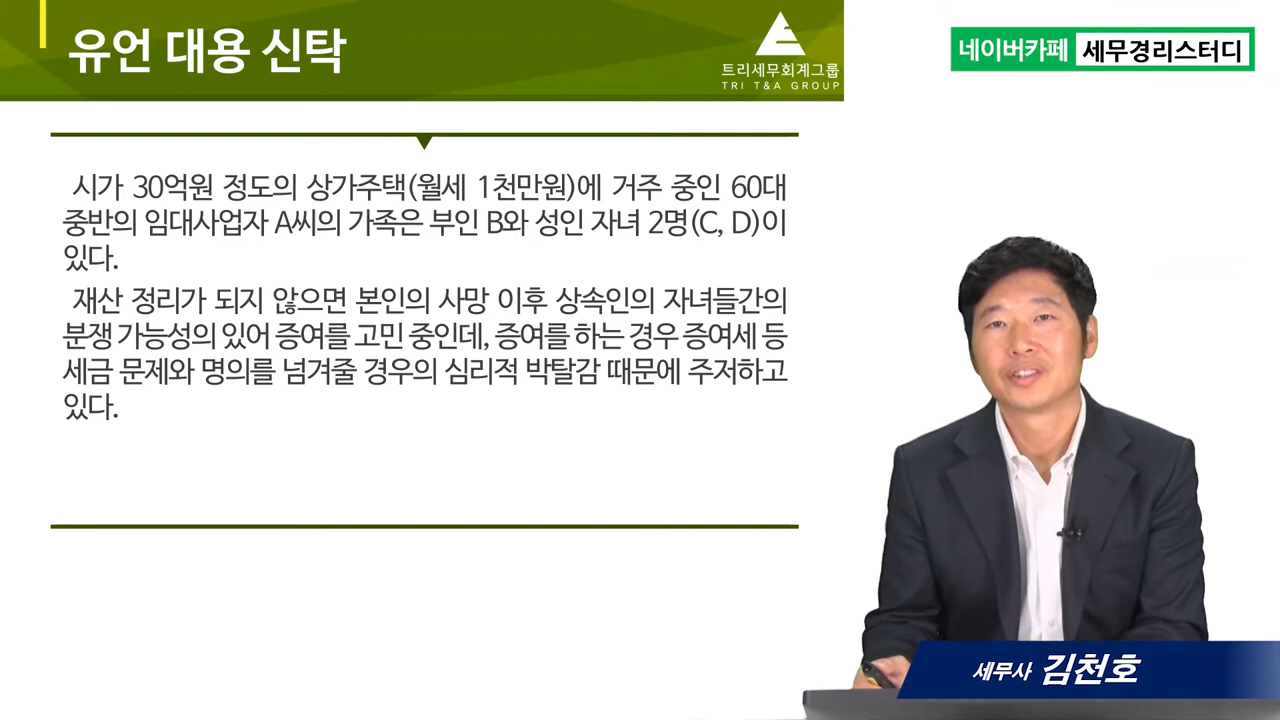 유언 대용 신탁
트리세무회계그룹
TRI T&A GROUP
네이버카페 세무경리스터디
시가 30억원 정도의 상가주택(월세 1천만원)에 거주 중인 60대
중반의 임대사업자 A씨의 가족은 부인 B와 성인 자녀 2명(C, D)이
있다.
재산 정리가 되지 않으면 본인의 사망 이후 상속인의 자녀들간의
분쟁 가능성의 있어 증여를 고민 중인데, 증여를 하는 경우 증여세 등
세금 문제와 명의를 넘겨줄 경우의 심리적 박탈감 때문에 주저하고
있다.
세무사 김천호